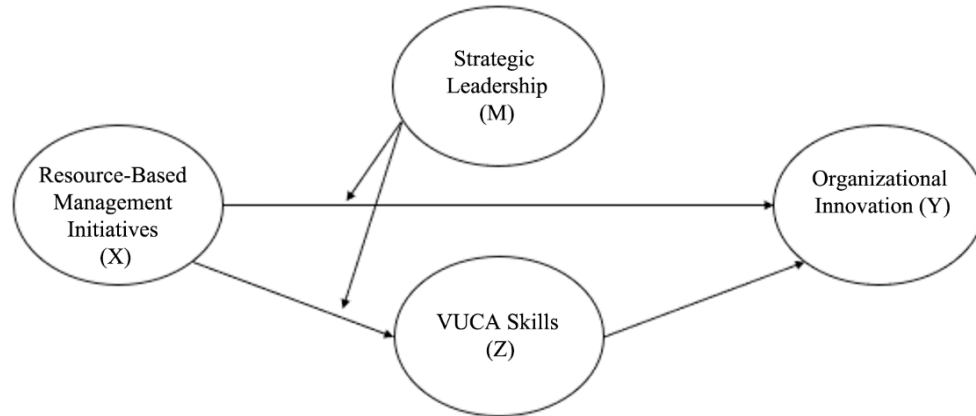 Strategic
Leadership
(M)
Resource-Based
Management
Initiatives
(X)
Organizational
Innovation (Y)
VUCA Skills
(Z)